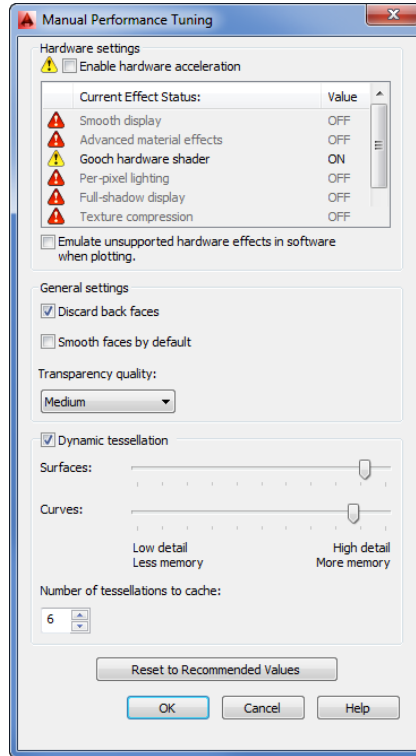 Manual Performance Tuning
Hardware settings
Enable hardware acceleration
Current Effect Status: Value
Smooth display OFF
Advanced material effects OFF
Gooch hardware shader ON
Per-pixel lighting OFF
Full-shadow display OFF
Texture compression OFF
Emulate unsupported hardware effects in software
when plotting.
General settings
Discard back faces
Smooth faces by default
Transparency quality:
Medium
Dynamic tessellation
Surfaces:
Curves:
Low detail High detail
Less memory More memory
Number of tessellations to cache:
6
Reset to Recommended Values
OK Cancel Help